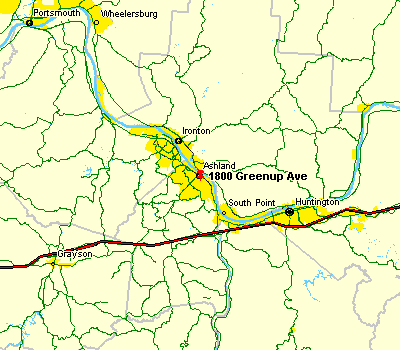 Portsmouth
Wheelersburg
Ironton
Ashland
1800 Greenup Ave
South Point
Huntington
Grayson